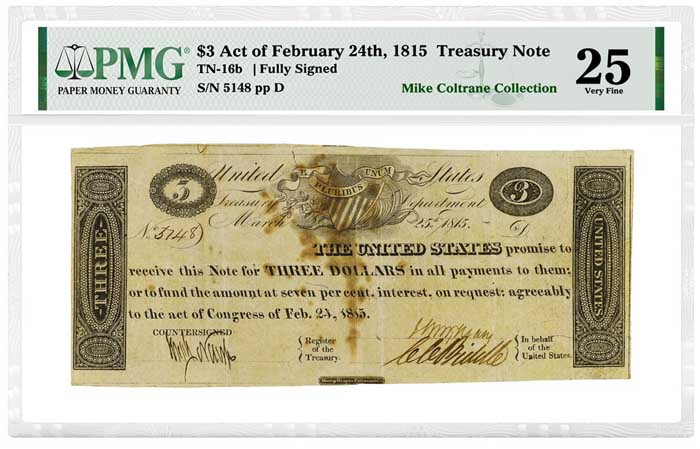 PMG
PAPER MONEY GUARANTY
$3 Act of February 24th, 1815 Treasury Note
TN-16b | Fully Signed
S/N 5148 pp D
Mike Coltrane Collection
25
Very Fine
THREE
3
United States
E PLURIBUS UNUM
3
UNITED STATES
Treasury Department
No. 5148
March 25. 1815.
D
THE UNITED STATES promise to
receive this Note for THREE DOLLARS in all payments to them;
or to fund the amount at seven per cent. interest, on request: agreeably
to the act of Congress of Feb. 24, 1815.
COUNTERSIGNED
Register
of the
Treasury.
In behalf
of the
United States.